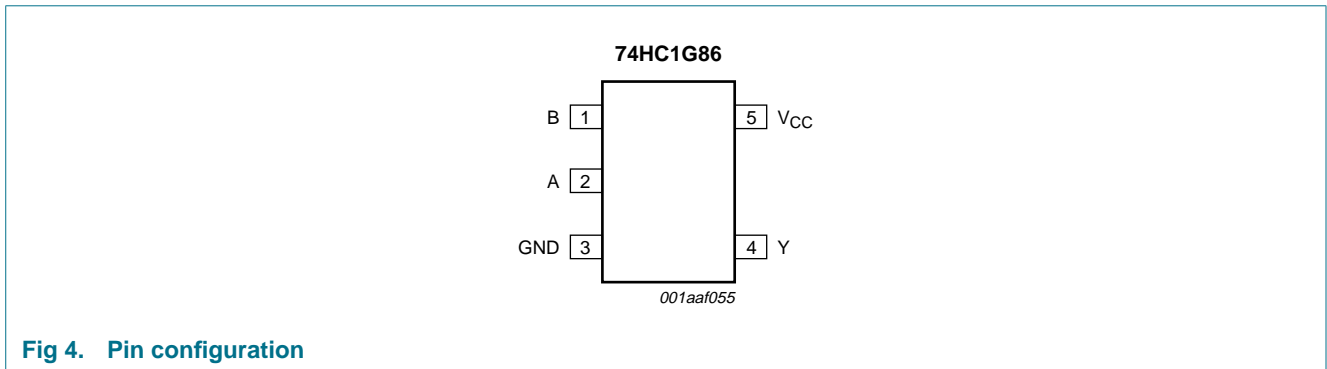 74HC1G86
B 1 5 VCC
A 2
GND 3 4 Y
001aaf055
Fig 4. Pin configuration